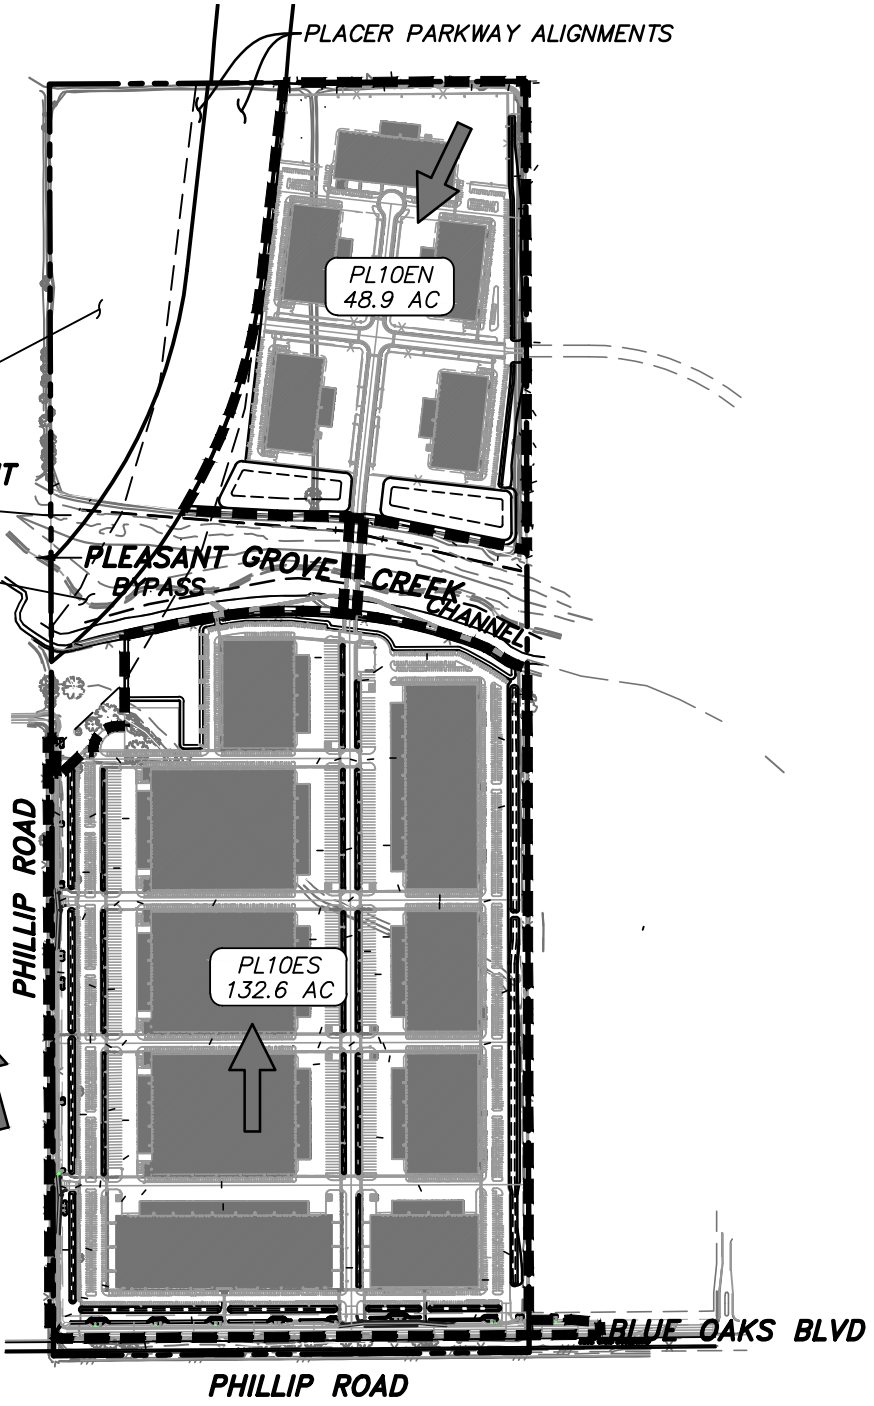 PLACER PARKWAY ALIGNMENTS
PL10EN
48.9 AC
PLEASANT GROVE CREEK
BYPASS CHANNEL
PHILLIP ROAD
PL10ES
132.6 AC
BLUE OAKS BLVD
PHILLIP ROAD